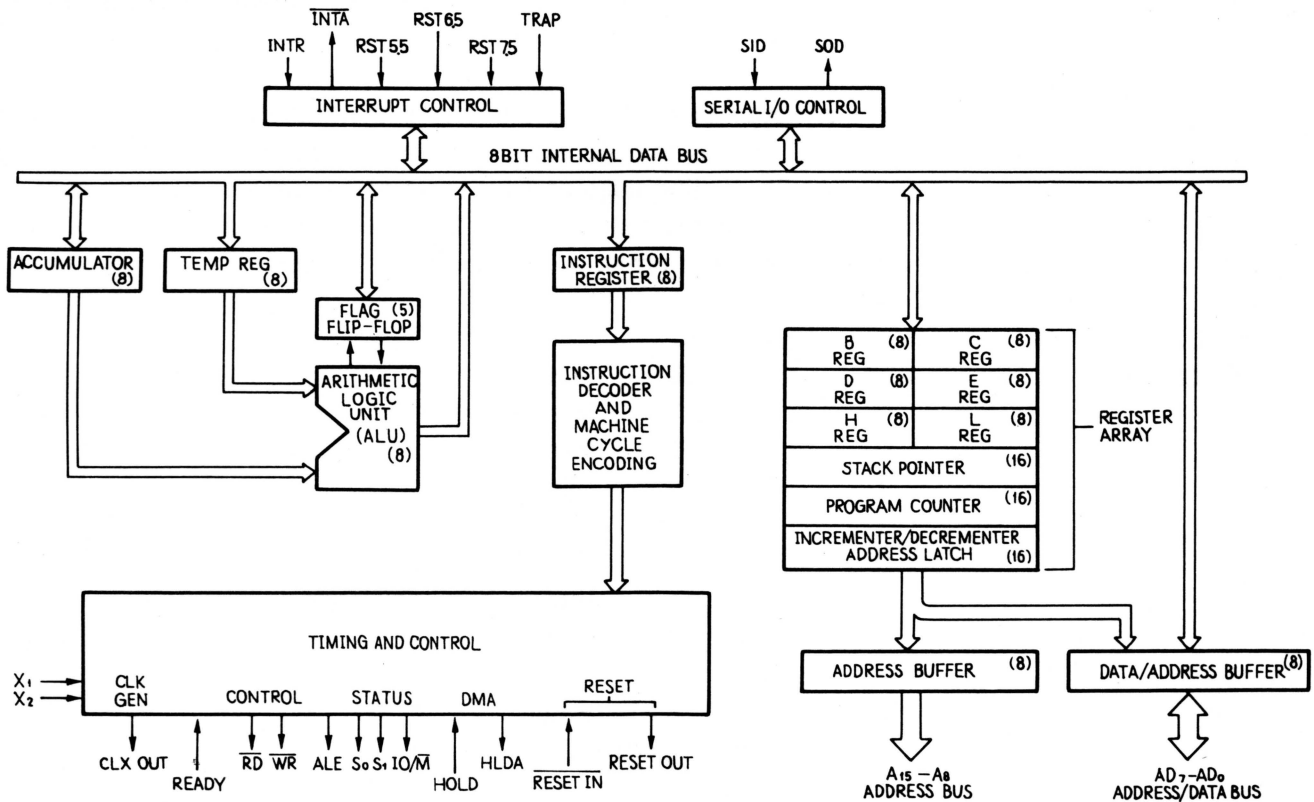 INTR
INTA
RST 5.5
RST 6.5
RST 7.5
TRAP
SID
SOD
INTERRUPT CONTROL
SERIAL I/O CONTROL
8BIT INTERNAL DATA BUS
ACCUMULATOR
(8)
TEMP REG
(8)
INSTRUCTION
REGISTER (8)
FLAG (5)
FLIP-FLOP
ARITHMETIC
LOGIC
UNIT
(ALU)
(8)
INSTRUCTION
DECODER
AND
MACHINE
CYCLE
ENCODING
B (8)
REG
C (8)
REG
D (8)
REG
E (8)
REG
H (8)
REG
L (8)
REG
STACK POINTER (16)
PROGRAM COUNTER (16)
INCREMENTER/DECREMENTER
ADDRESS LATCH (16)
REGISTER
ARRAY
TIMING AND CONTROL
X1
X2
CLK
GEN
CONTROL
STATUS
DMA
RESET
CLX OUT
READY
RD
WR
ALE
S0
S1
IO/M
HOLD
HLDA
RESET IN
RESET OUT
ADDRESS BUFFER (8)
DATA/ADDRESS BUFFER (8)
A15-A8
ADDRESS BUS
AD7-AD0
ADDRESS/DATA BUS